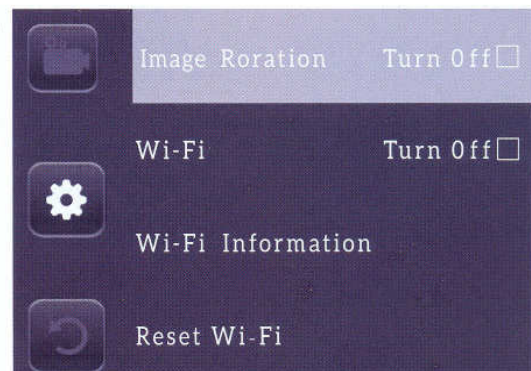 Image Roration Turn Off
Wi-Fi Turn Off
Wi-Fi Information
Reset Wi-Fi